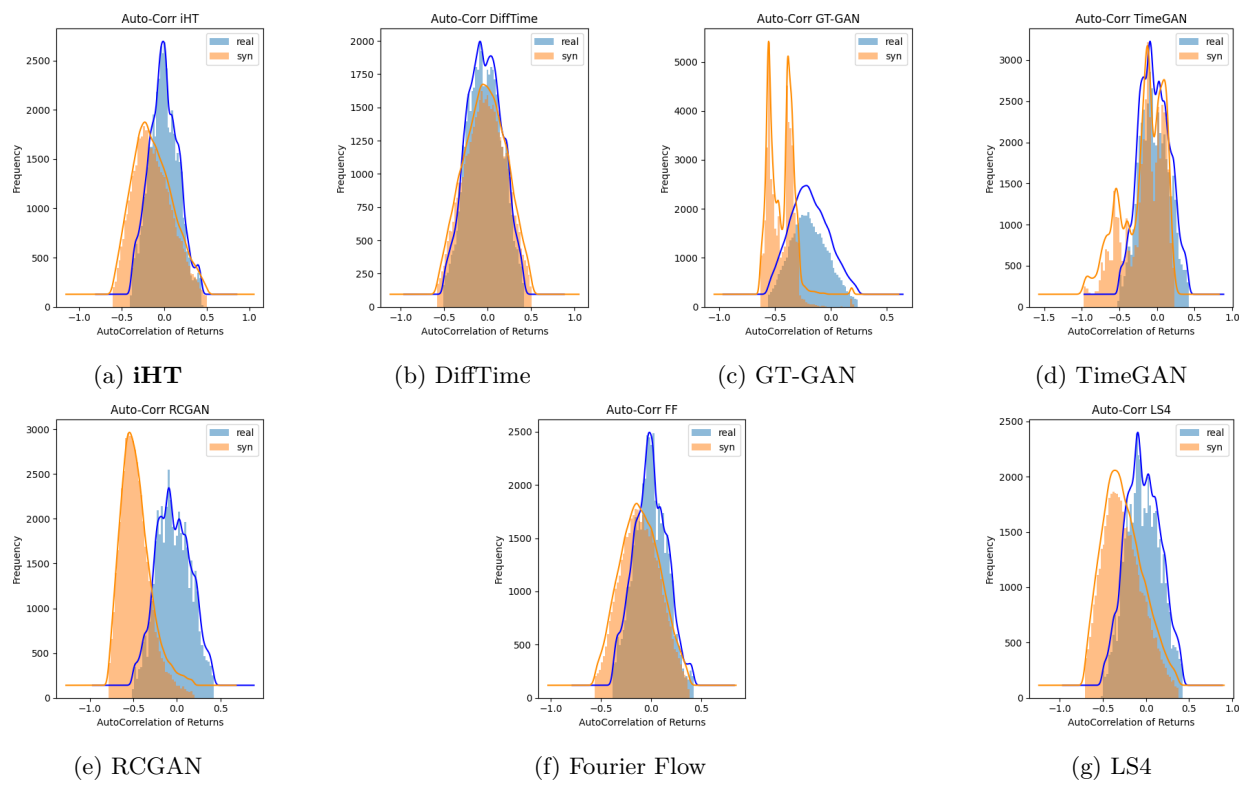 Auto-Corr iHT
real
syn
Frequency
2500
2000
1500
1000
500
0
−1.0 −0.5 0.0 0.5 1.0
AutoCorrelation of Returns
(a) iHT
Auto-Corr DiffTime
real
syn
Frequency
2000
1750
1500
1250
1000
750
500
250
0
−1.0 −0.5 0.0 0.5 1.0
AutoCorrelation of Returns
(b) DiffTime
Auto-Corr GT-GAN
real
syn
Frequency
5000
4000
3000
2000
1000
0
−1.0 −0.5 0.0 0.5
AutoCorrelation of Returns
(c) GT-GAN
Auto-Corr TimeGAN
real
syn
Frequency
3000
2500
2000
1500
1000
500
0
−1.5 −1.0 −0.5 0.0 0.5 1.0
AutoCorrelation of Returns
(d) TimeGAN
Auto-Corr RCGAN
real
syn
Frequency
3000
2500
2000
1500
1000
500
0
−1.0 −0.5 0.0 0.5
AutoCorrelation of Returns
(e) RCGAN
Auto-Corr FF
real
syn
Frequency
2500
2000
1500
1000
500
0
−1.0 −0.5 0.0 0.5
AutoCorrelation of Returns
(f) Fourier Flow
Auto-Corr LS4
real
syn
Frequency
2500
2000
1500
1000
500
0
−1.0 −0.5 0.0 0.5 1.0
AutoCorrelation of Returns
(g) LS4